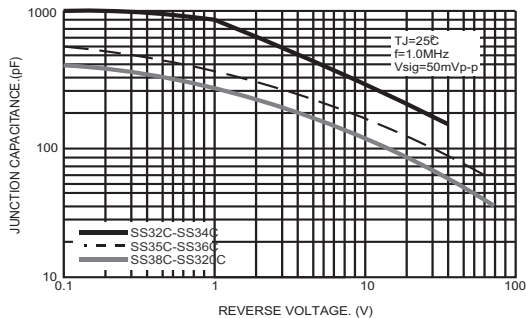 1000
100
10
JUNCTION CAPACITANCE.(pF)
TJ=25℃
f=1.0MHz
Vsig=50mVp-p
SS32C-SS34C
SS35C-SS36C
SS38C-SS320C
0.1
1
10
100
REVERSE VOLTAGE. (V)